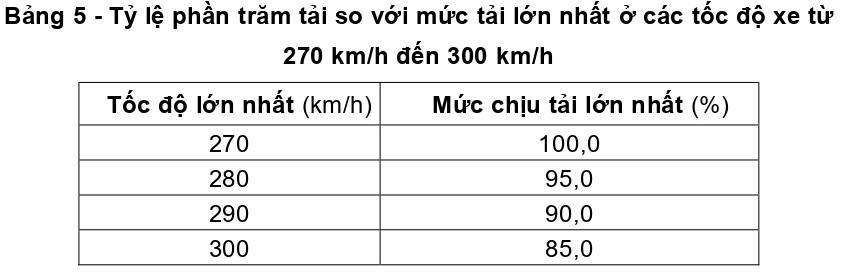 Bảng 5 - Tỷ lệ phần trăm tải so với mức tải lớn nhất ở các tốc độ xe từ
270 km/h đến 300 km/h
Tốc độ lớn nhất (km/h) Mức chịu tải lớn nhất (%)
270 100,0
280 95,0
290 90,0
300 85,0